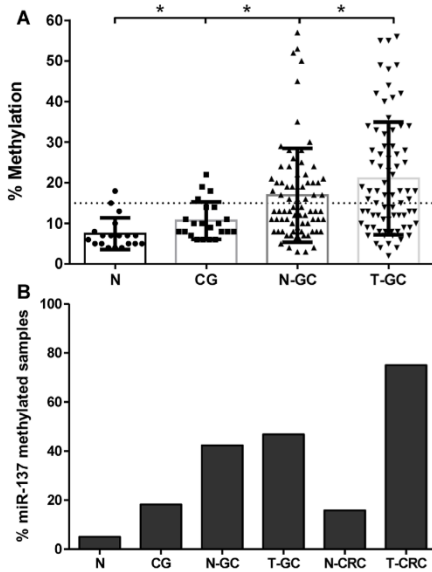 A
* * *
% Methylation
60
50
40
30
20
10
0
N CG N-GC T-GC
B
% miR-137 methylated samples
100
80
60
40
20
0
N CG N-GC T-GC N-CRC T-CRC